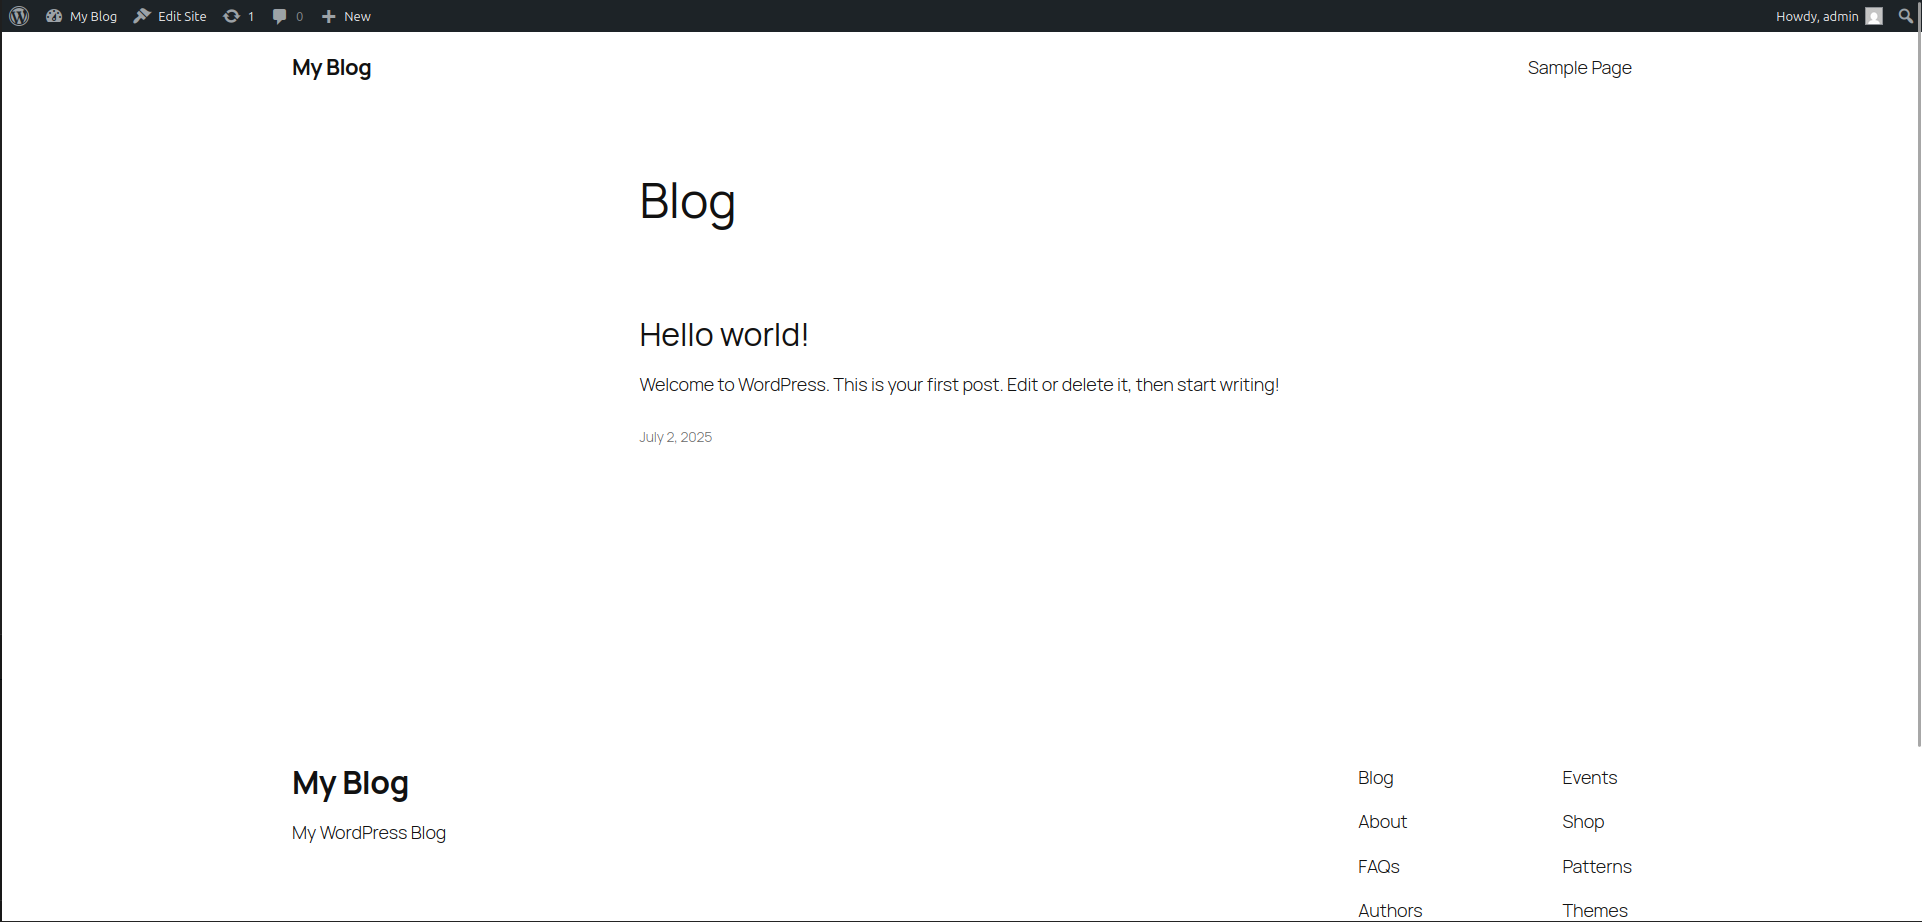 My Blog Edit Site 1 0 New Howdy, admin
My Blog Sample Page
Blog
Hello world!
Welcome to WordPress. This is your first post. Edit or delete it, then start writing!
July 2, 2025
My Blog
My WordPress Blog
Blog
About
FAQs
Authors
Events
Shop
Patterns
Themes